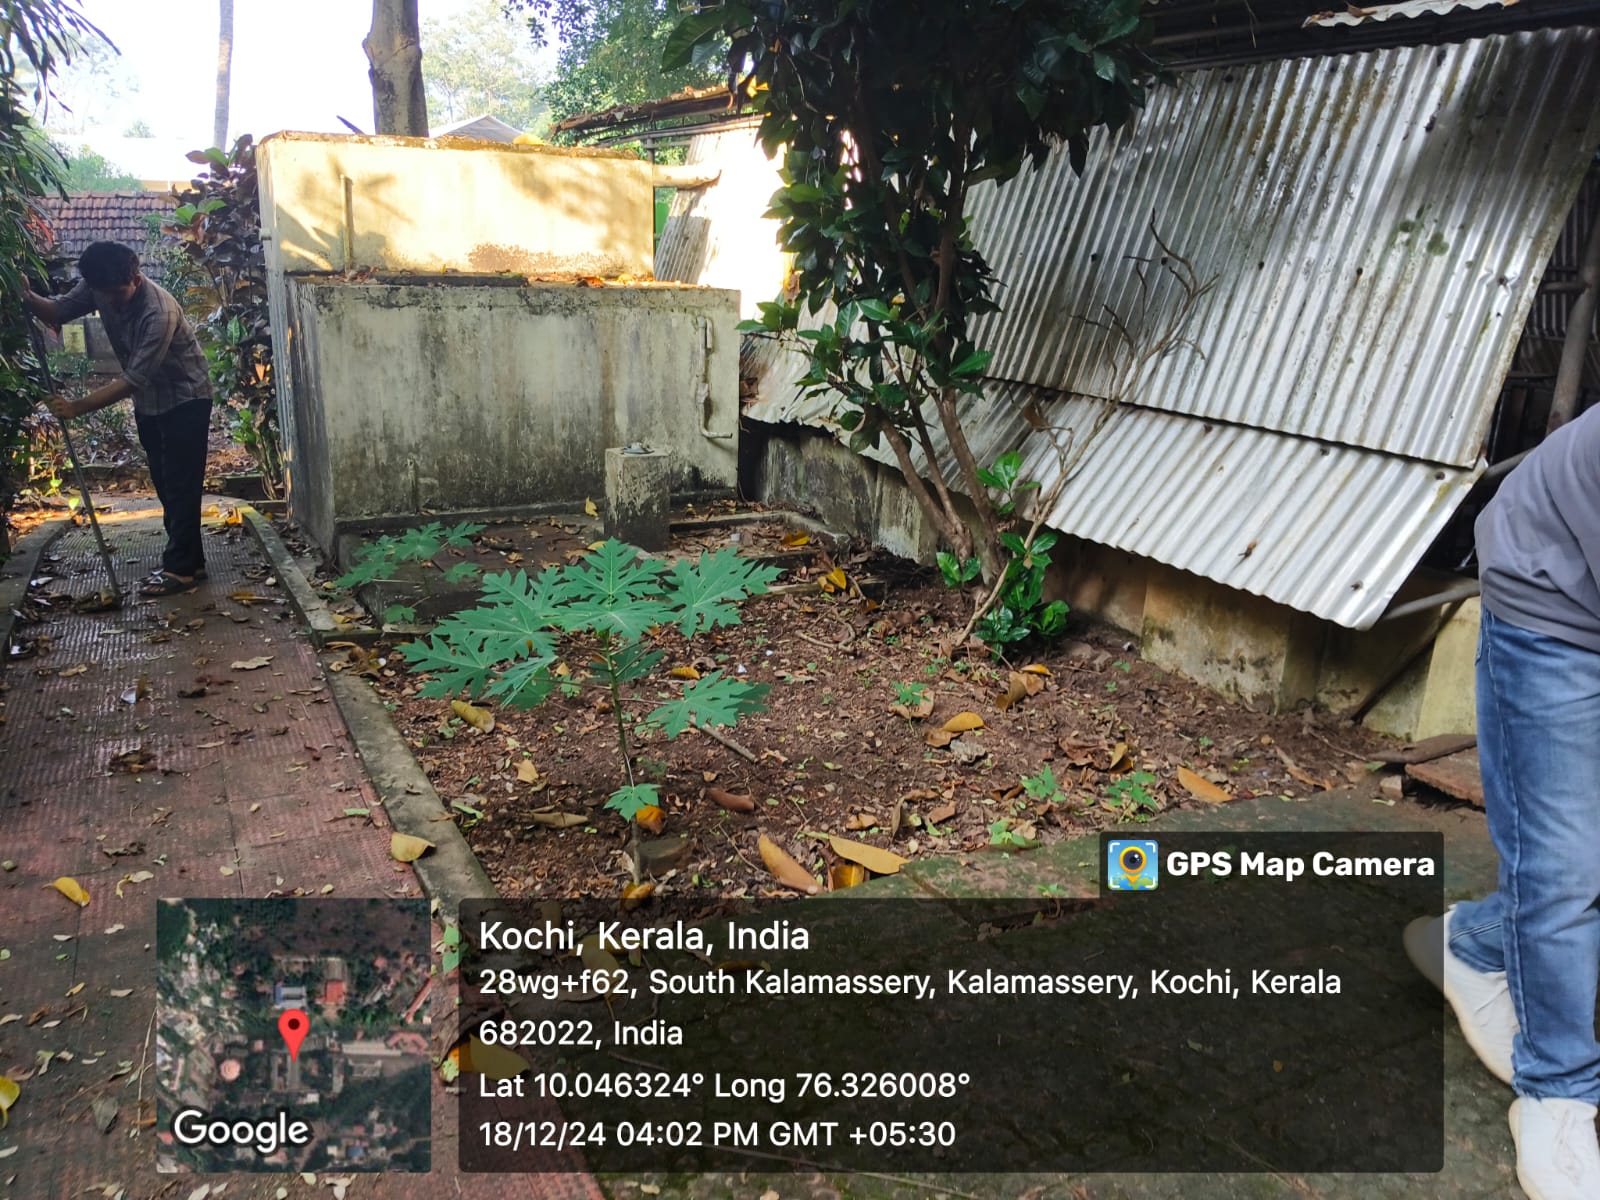 GPS Map Camera
Kochi, Kerala, India
28wg+f62, South Kalamassery, Kalamassery, Kochi, Kerala
682022, India
Lat 10.046324° Long 76.326008°
18/12/24 04:02 PM GMT +05:30
Google